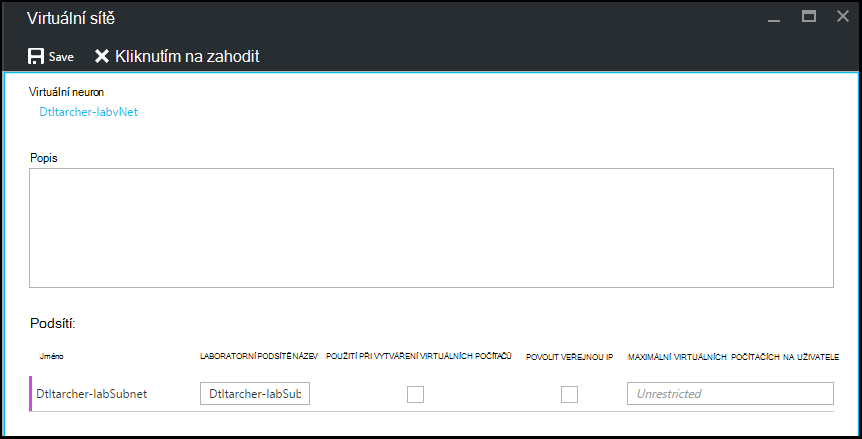 Virtuální sítě
Save Kliknutím na zahodit
Virtuální neuron
Dtltarcher-labvNet
Popis
Podsítí:
Jméno LABORATORNÍ PODSÍTĚ NÁZEV POUŽITÍ PŘI VYTVÁŘENÍ VIRTUÁLNÍCH POČÍTAČŮ POVOLIT VEŘEJNOU IP MAXIMÁLNÍ VIRTUÁLNÍCH POČÍTAČÍCH NA UŽIVATELE
Dtltarcher-labSubnet Dtltarcher-labSub Unrestricted